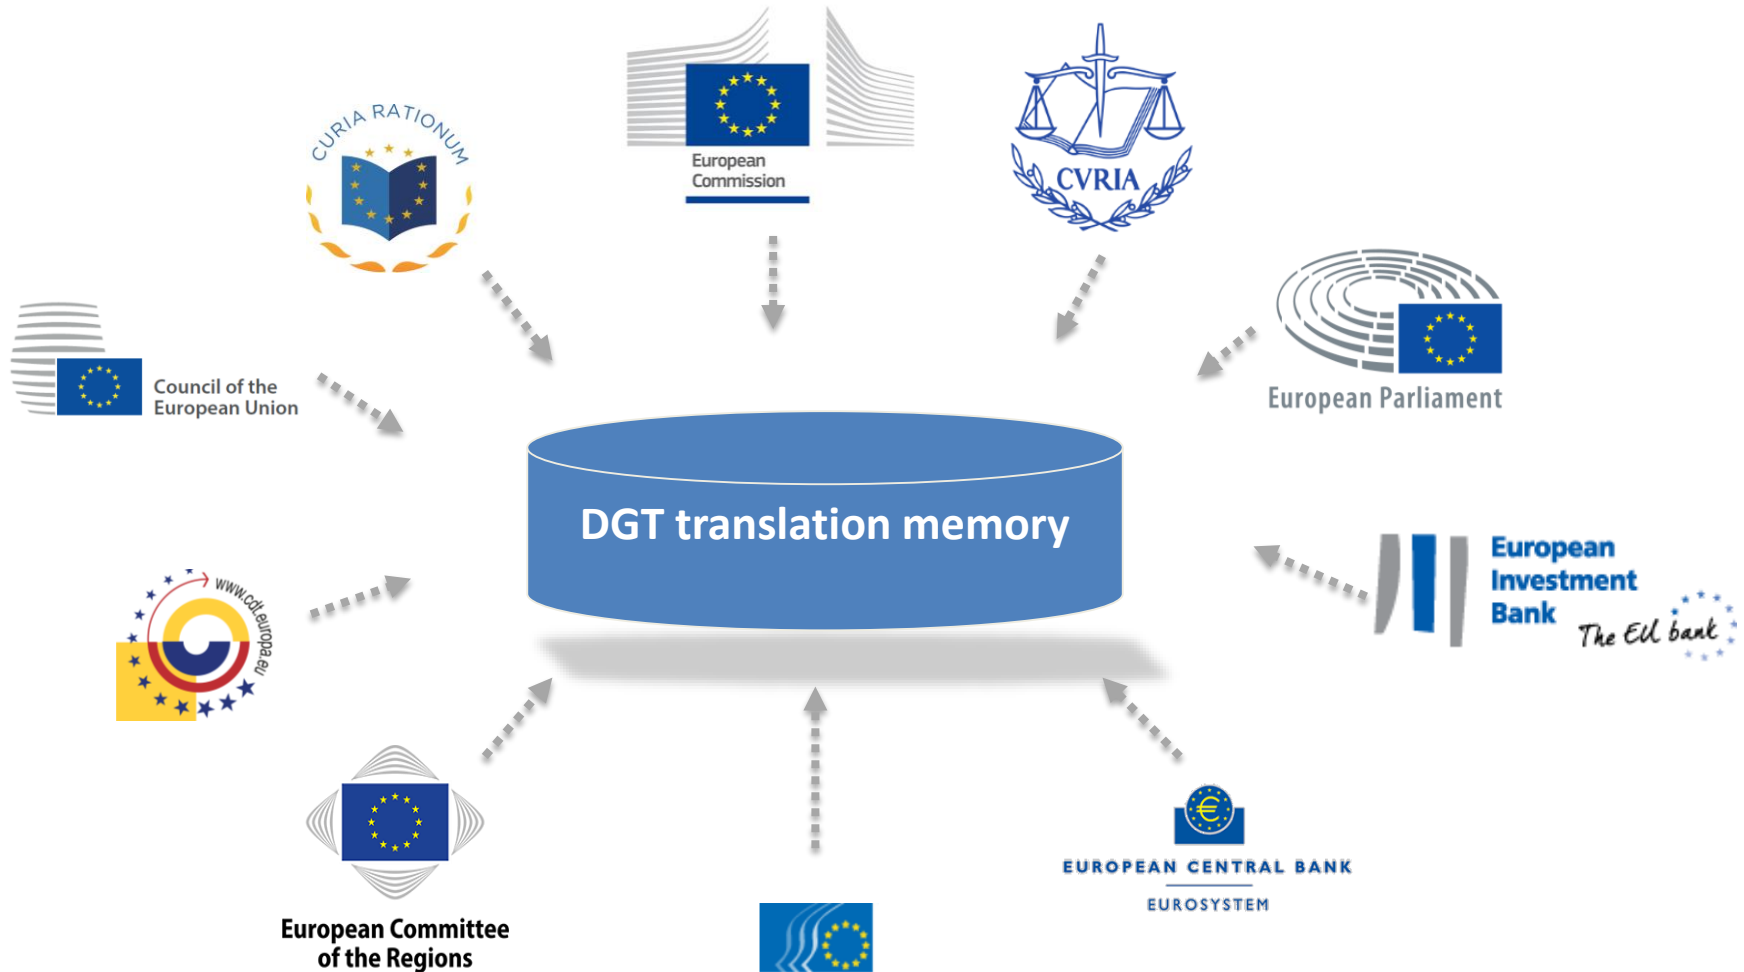 European
Commission
CURIA RATIONUM
CVRIA
Council of the
European Union
European Parliament
DGT translation memory
European
Investment
Bank
The EU bank
www.cdt.europa.eu
€
EUROPEAN CENTRAL BANK
EUROSYSTEM
European Committee
of the Regions